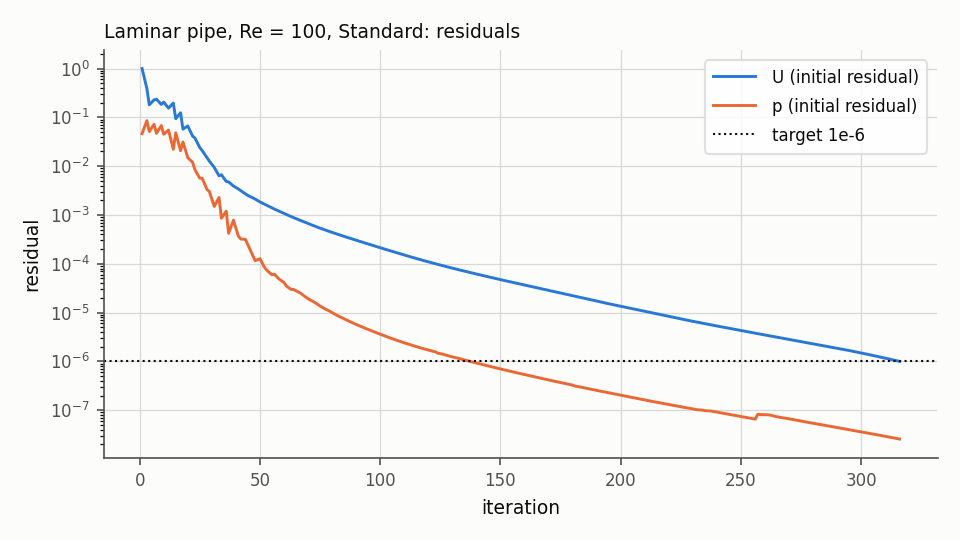 Laminar pipe, Re = 100, Standard: residuals
U (initial residual)
p (initial residual)
target 1e-6
residual
10⁰
10⁻¹
10⁻²
10⁻³
10⁻⁴
10⁻⁵
10⁻⁶
10⁻⁷
0 50 100 150 200 250 300
iteration